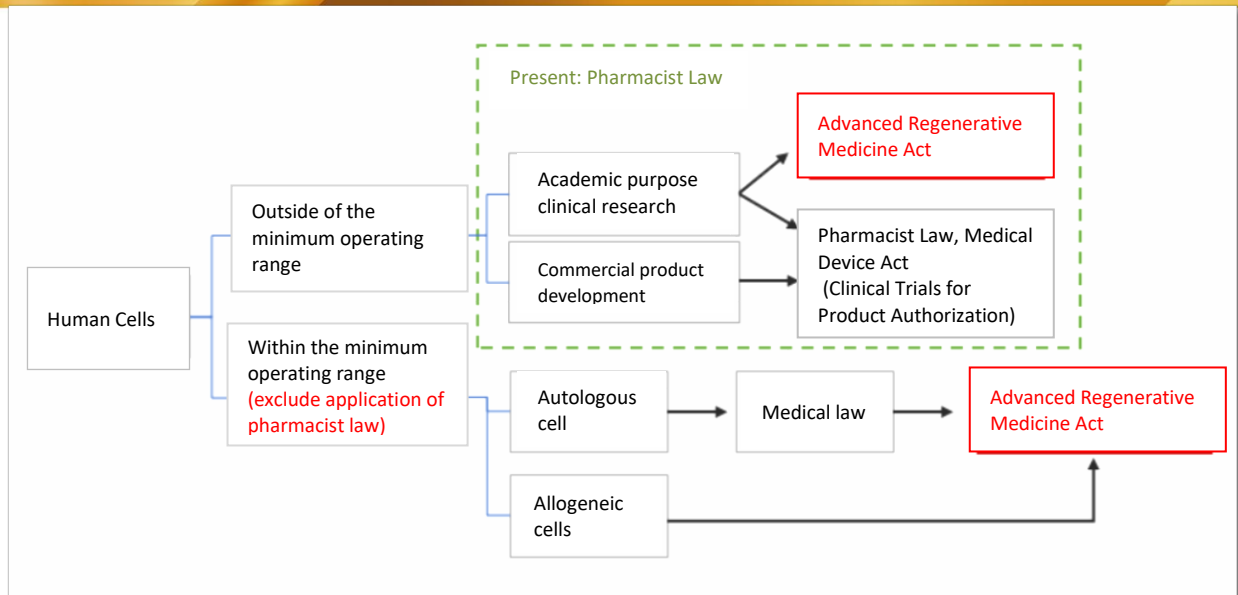 Present: Pharmacist Law
Advanced Regenerative
Medicine Act
Academic purpose
clinical research
Outside of the
minimum operating
range
Pharmacist Law, Medical
Device Act
(Clinical Trials for
Product Authorization)
Commercial product
development
Human Cells
Within the minimum
operating range
(exclude application of
pharmacist law)
Autologous
cell
Medical law
Advanced Regenerative
Medicine Act
Allogeneic
cells